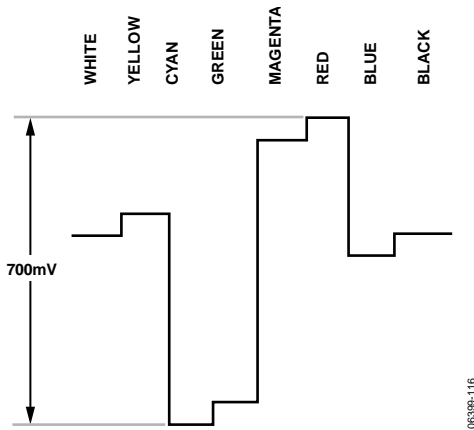 WHITE
YELLOW
CYAN
GREEN
MAGENTA
RED
BLUE
BLACK
700mV
06399-116